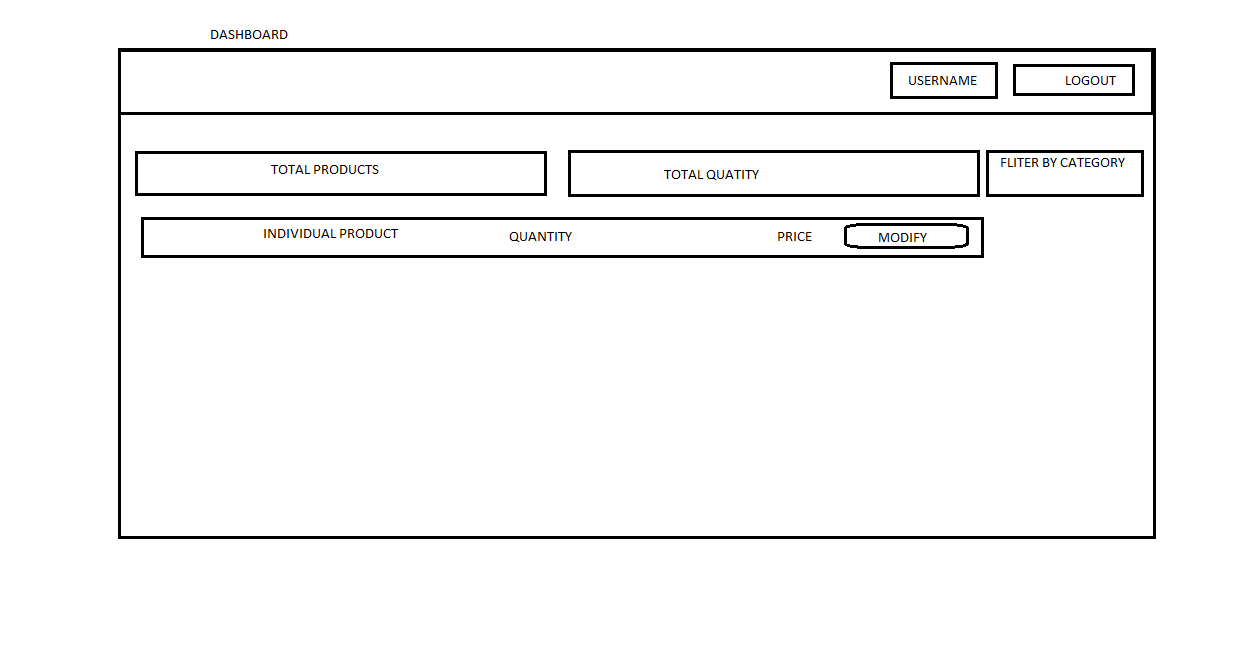 DASHBOARD
USERNAME
LOGOUT
TOTAL PRODUCTS
TOTAL QUATITY
FLITER BY CATEGORY
INDIVIDUAL PRODUCT
QUANTITY
PRICE
MODIFY